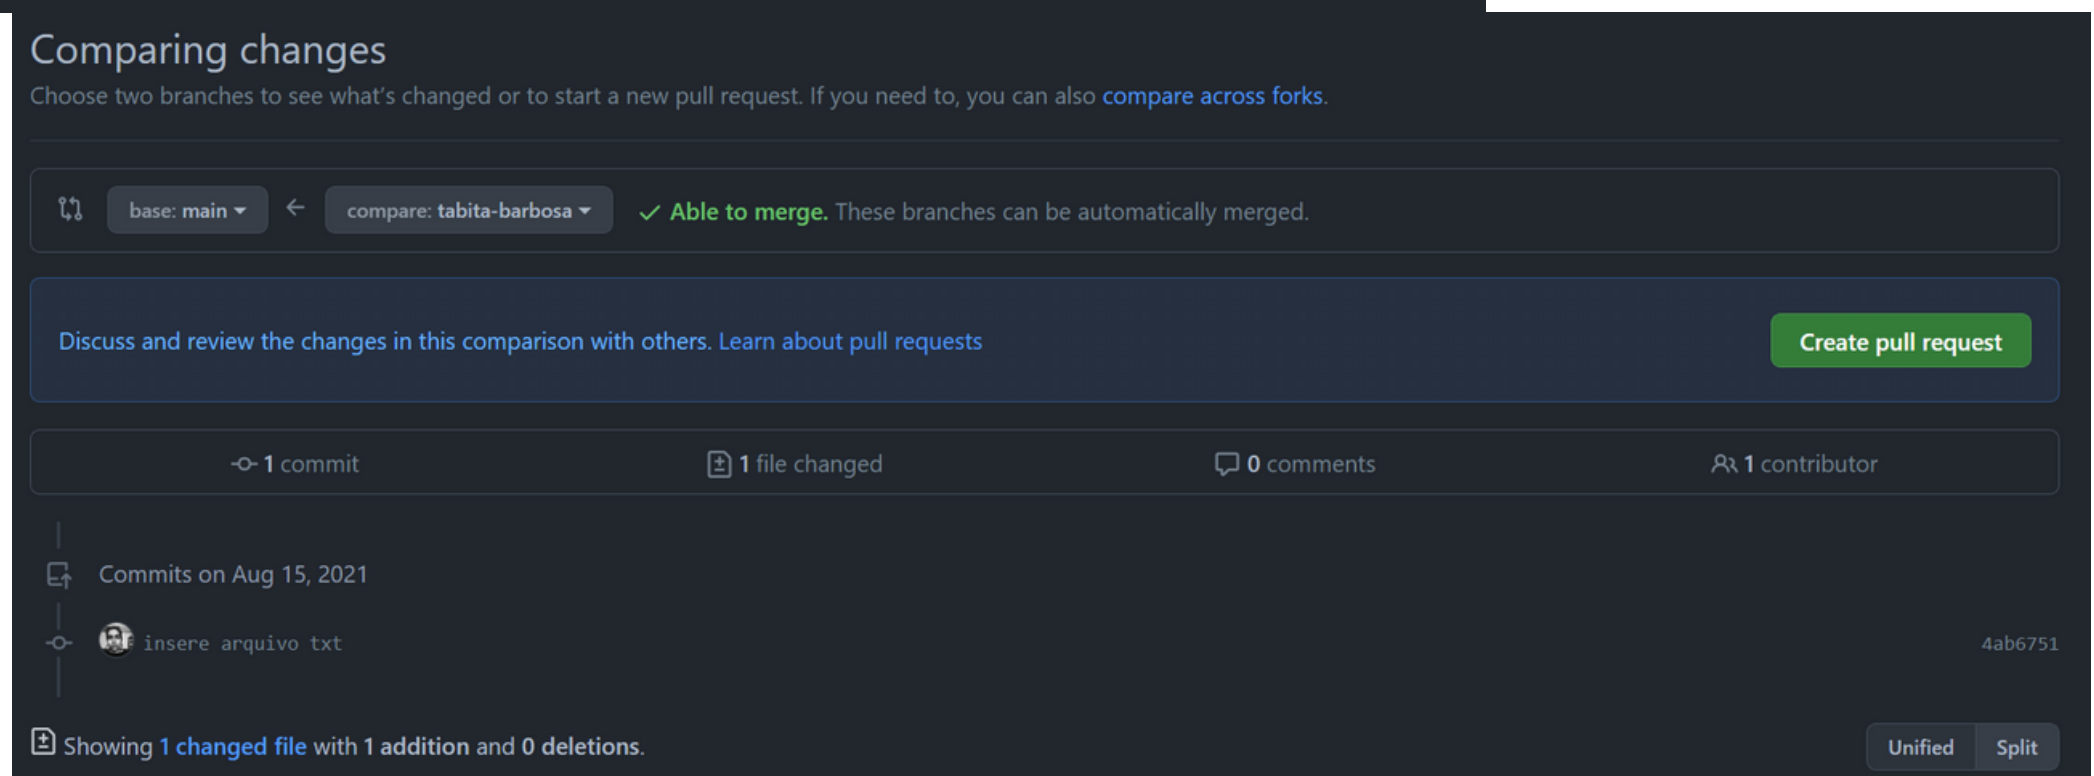 Comparing changes
Choose two branches to see what's changed or to start a new pull request. If you need to, you can also compare across forks.
base: main compare: tabita-barbosa Able to merge. These branches can be automatically merged.
Discuss and review the changes in this comparison with others. Learn about pull requests Create pull request
1 commit 1 file changed 0 comments 1 contributor
Commits on Aug 15, 2021
insere arquivo txt 4ab6751
Showing 1 changed file with 1 addition and 0 deletions. Unified Split